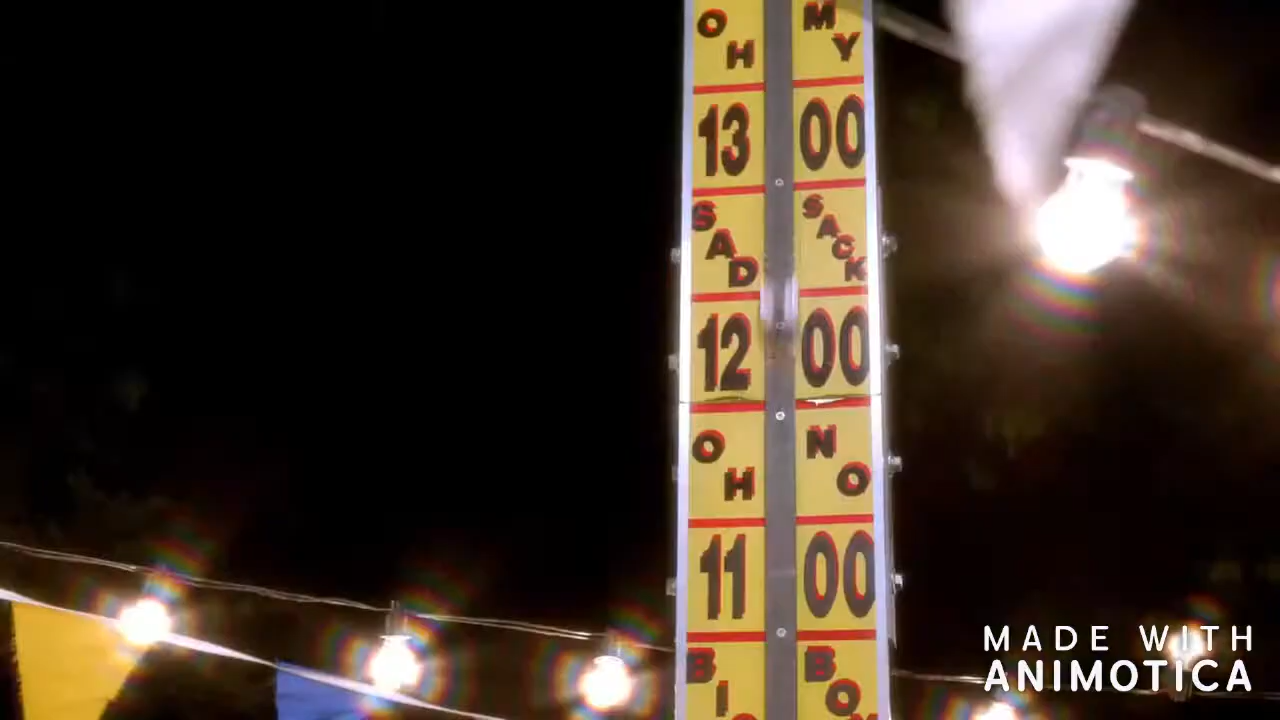 OH MY
13 00
SAD SACK
12 00
OH NO
11 00
MADE WITH
ANIMOTICA